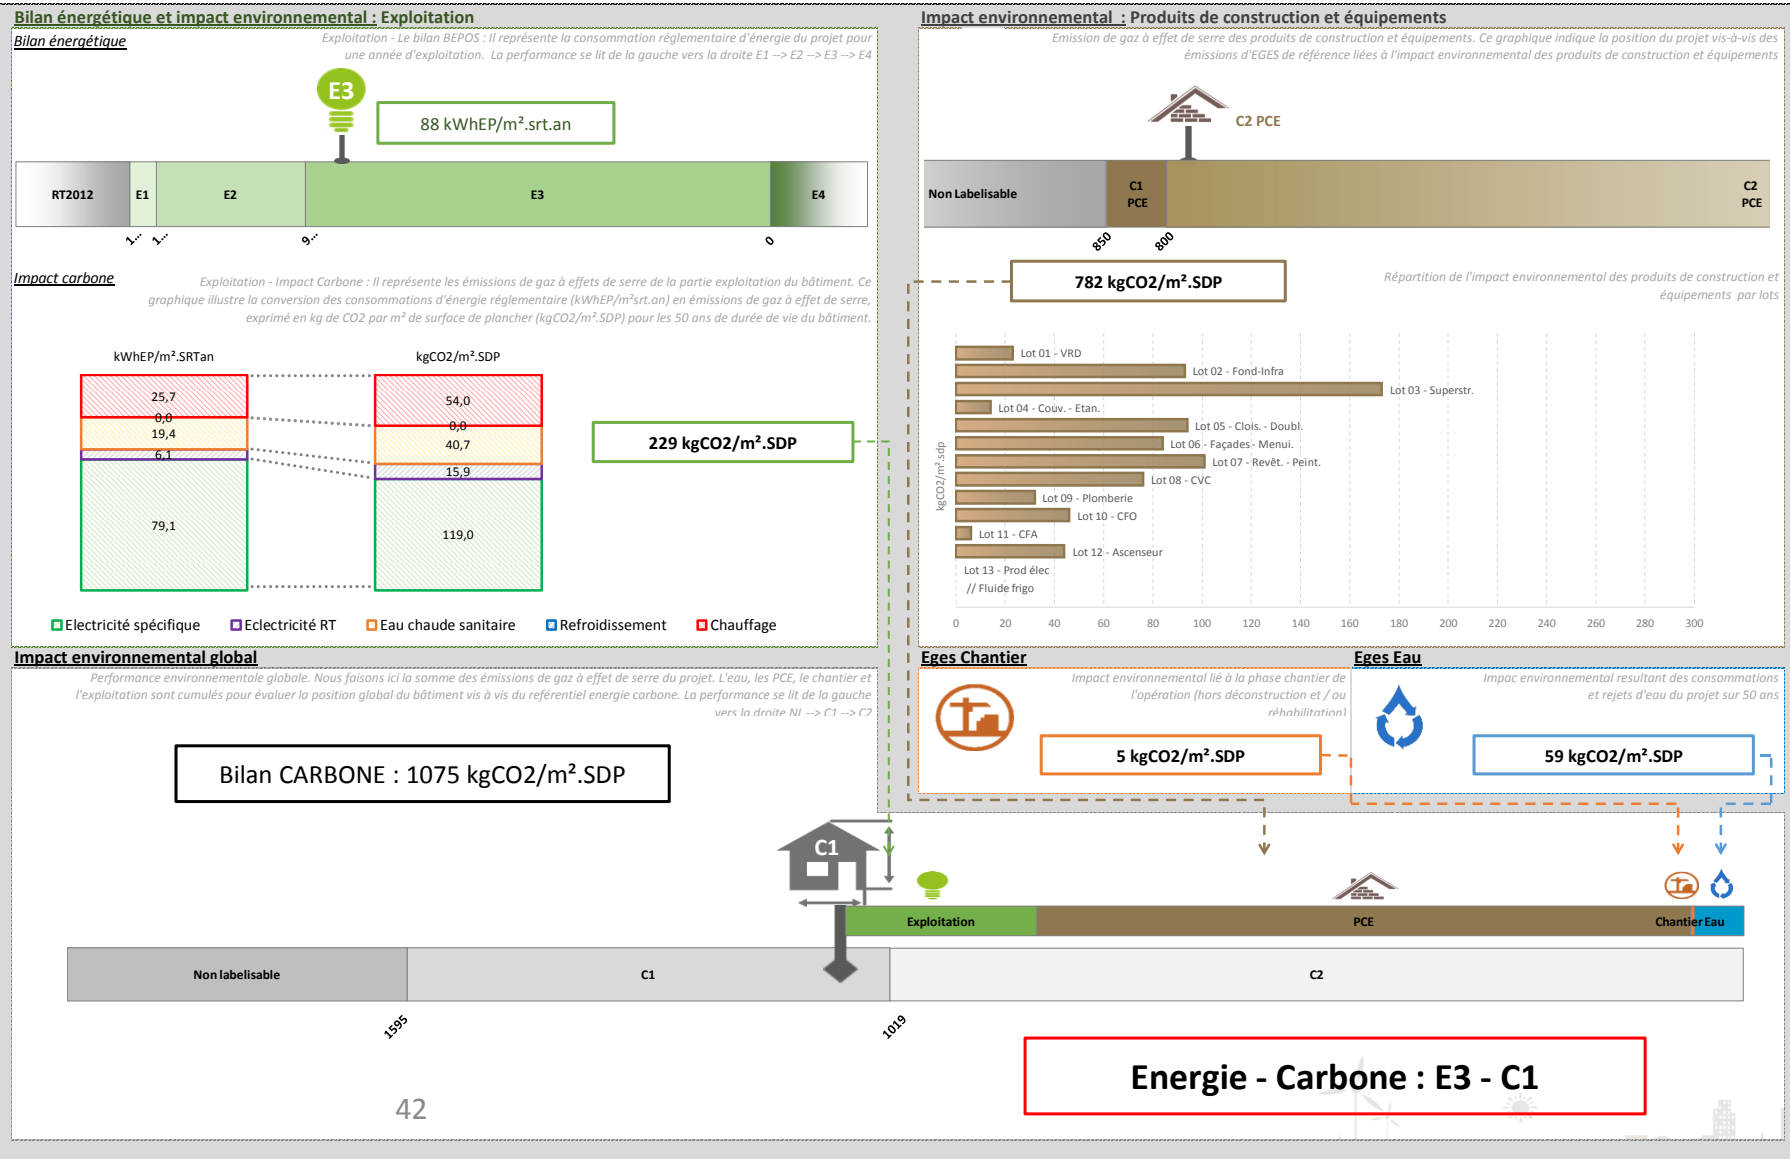 Bilan énergétique et impact environnemental : Exploitation
Bilan énergétique
Exploitation - Le bilan BEPOS : Il représente la consommation réglementaire d'énergie du projet pour
une année d'exploitation. La performance se lit de la gauche vers la droite E1 --> E2 --> E3 --> E4
E3
88 kWhEP/m².srt.an
RT2012
E1
E2
E3
E4
1...
1...
9...
0
Impact carbone
Exploitation - Impact Carbone : Il représente les émissions de gaz à effets de serre de la partie exploitation du bâtiment. Ce
graphique illustre la conversion des consommations d'énergie réglementaire (kWhEP/m²srt.an) en émissions de gaz à effet de serre,
exprimé en kg de CO2 par m² de surface de plancher (kgCO2/m².SDP) pour les 50 ans de durée de vie du bâtiment.
kWhEP/m².SRTan
kgCO2/m².SDP
25,7
0,0
19,4
6,1
79,1
54,0
0,0
40,7
15,9
119,0
229 kgCO2/m².SDP
Electricité spécifique
Eclectricité RT
Eau chaude sanitaire
Refroidissement
Chauffage
Impact environnemental : Produits de construction et équipements
Emission de gaz à effet de serre des produits de construction et équipements. Ce graphique indique la position du projet vis-à-vis des
émissions d'EGES de référence liées à l'impact environnemental des produits de construction et équipements
C2 PCE
Non Labelisable
C1
PCE
C2
PCE
850
800
782 kgCO2/m².SDP
Répartition de l'impact environnemental des produits de construction et
équipements par lots
kgCO2/m².sdp
Lot 01 - VRD
Lot 02 - Fond-Infra
Lot 03 - Superstr.
Lot 04 - Couv. - Etan.
Lot 05 - Clois. - Doubl.
Lot 06 - Façades - Menui.
Lot 07 - Revêt. - Peint.
Lot 08 - CVC
Lot 09 - Plomberie
Lot 10 - CFO
Lot 11 - CFA
Lot 12 - Ascenseur
Lot 13 - Prod élec
// Fluide frigo
0 20 40 60 80 100 120 140 160 180 200 220 240 260 280 300
Impact environnemental global
Performance environnementale globale. Nous faisons ici la somme des émissions de gaz à effet de serre du projet. L'eau, les PCE, le chantier et
l'exploitation sont cumulés pour évaluer la position global du bâtiment vis à vis du reférentiel energie carbone. La performance se lit de la gauche
vers la droite NL --> C1 --> C2
Bilan CARBONE : 1075 kgCO2/m².SDP
Eges Chantier
Impact environnemental lié à la phase chantier de
l'opération (hors déconstruction et / ou
réhabilitation)
5 kgCO2/m².SDP
Eges Eau
Impac environnemental resultant des consommations
et rejets d'eau du projet sur 50 ans
59 kgCO2/m².SDP
C1
Exploitation
PCE
Chantier
Eau
Non labelisable
C1
C2
1595
1019
Energie - Carbone : E3 - C1
42